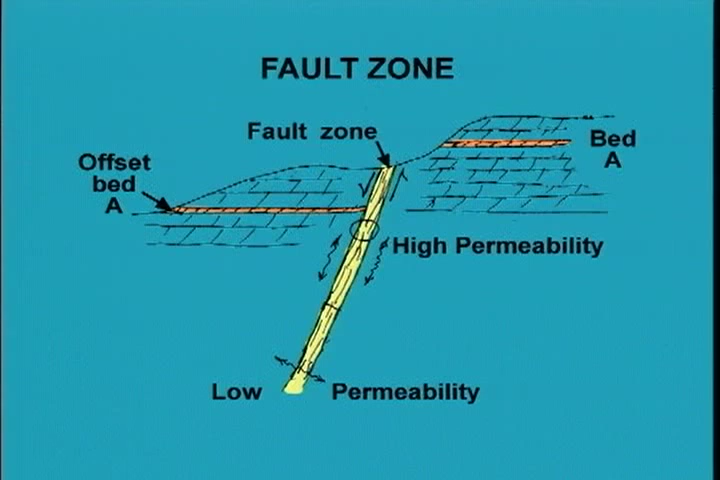 FAULT ZONE
Fault zone
Bed
A
Offset
bed
A
High Permeability
Low Permeability